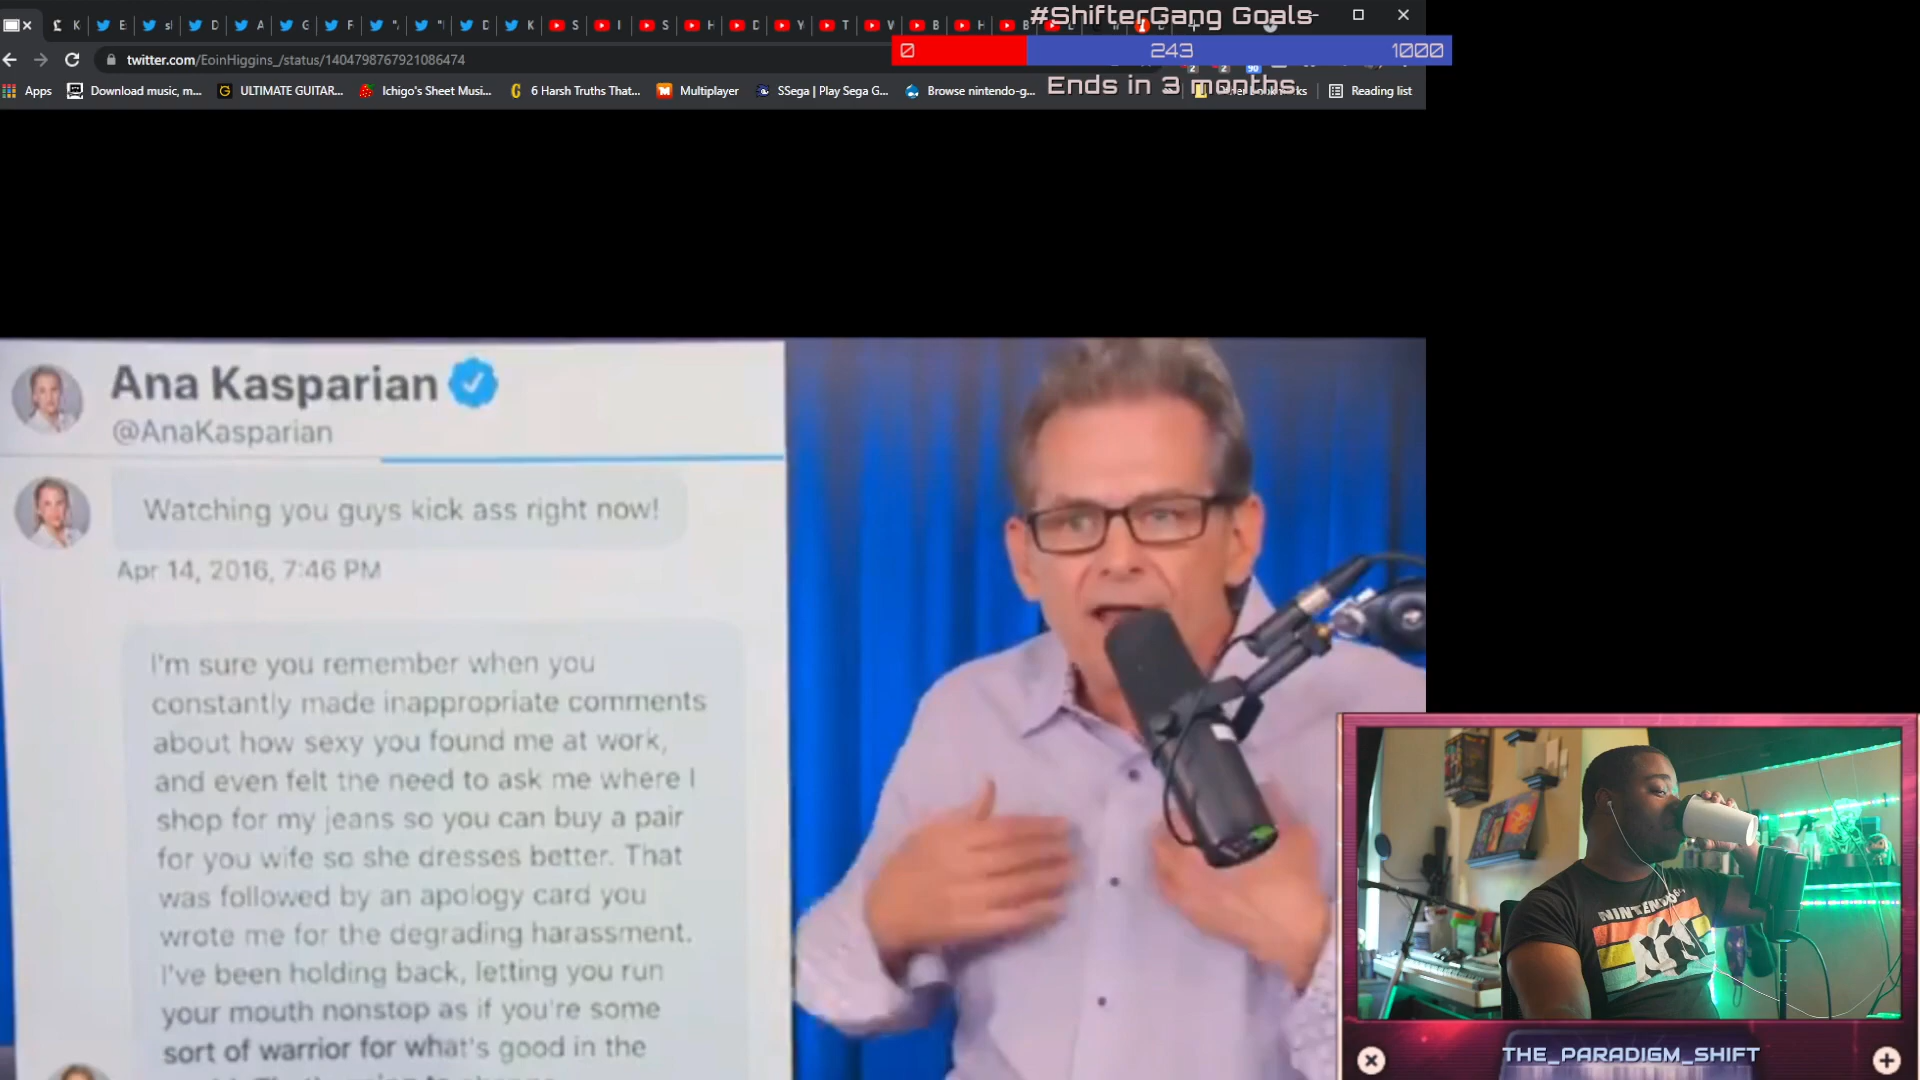 #ShifterGang Goals
K
E
sl
D
A
G
F
"
"I
D
K
S
I
S
H
D
Y
T
V
B
H
B
twitter.com/EoinHiggins_/status/1404798767921086474
0
243
1000
Apps
Download music, m...
ULTIMATE GUITAR...
Ichigo's Sheet Musi...
6 Harsh Truths That...
Multiplayer
SSega | Play Sega G...
Browse nintendo-g...
Ends in 3 months
Reading list
Ana Kasparian
@AnaKasparian
Watching you guys kick ass right now!
Apr 14, 2016, 7:46 PM
I'm sure you remember when you
constantly made inappropriate comments
about how sexy you found me at work,
and even felt the need to ask me where I
shop for my jeans so you can buy a pair
for you wife so she dresses better. That
was followed by an apology card you
wrote me for the degrading harassment.
I've been holding back, letting you run
your mouth nonstop as if you're some
sort of warrior for what's good in the
NINTENDO
THE_PARADIGM_SHIFT